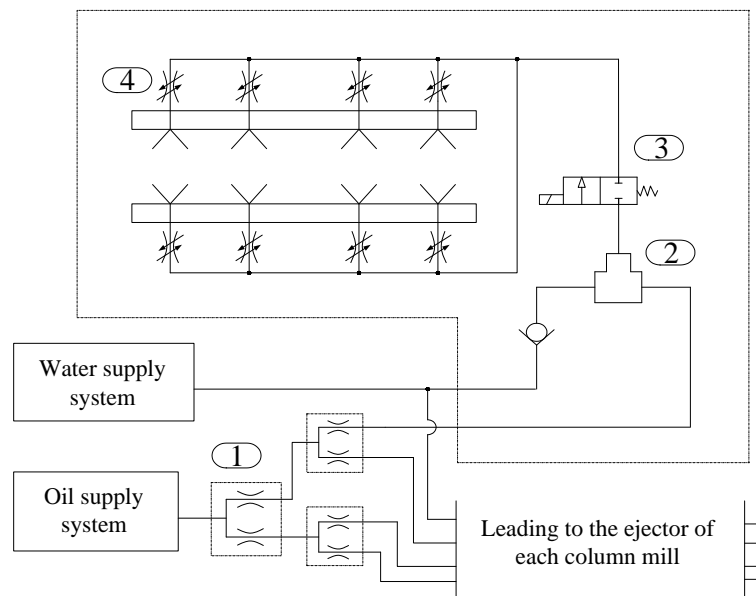 4
3
2
Water supply
system
1
Oil supply
system
Leading to the ejector of
each column mill